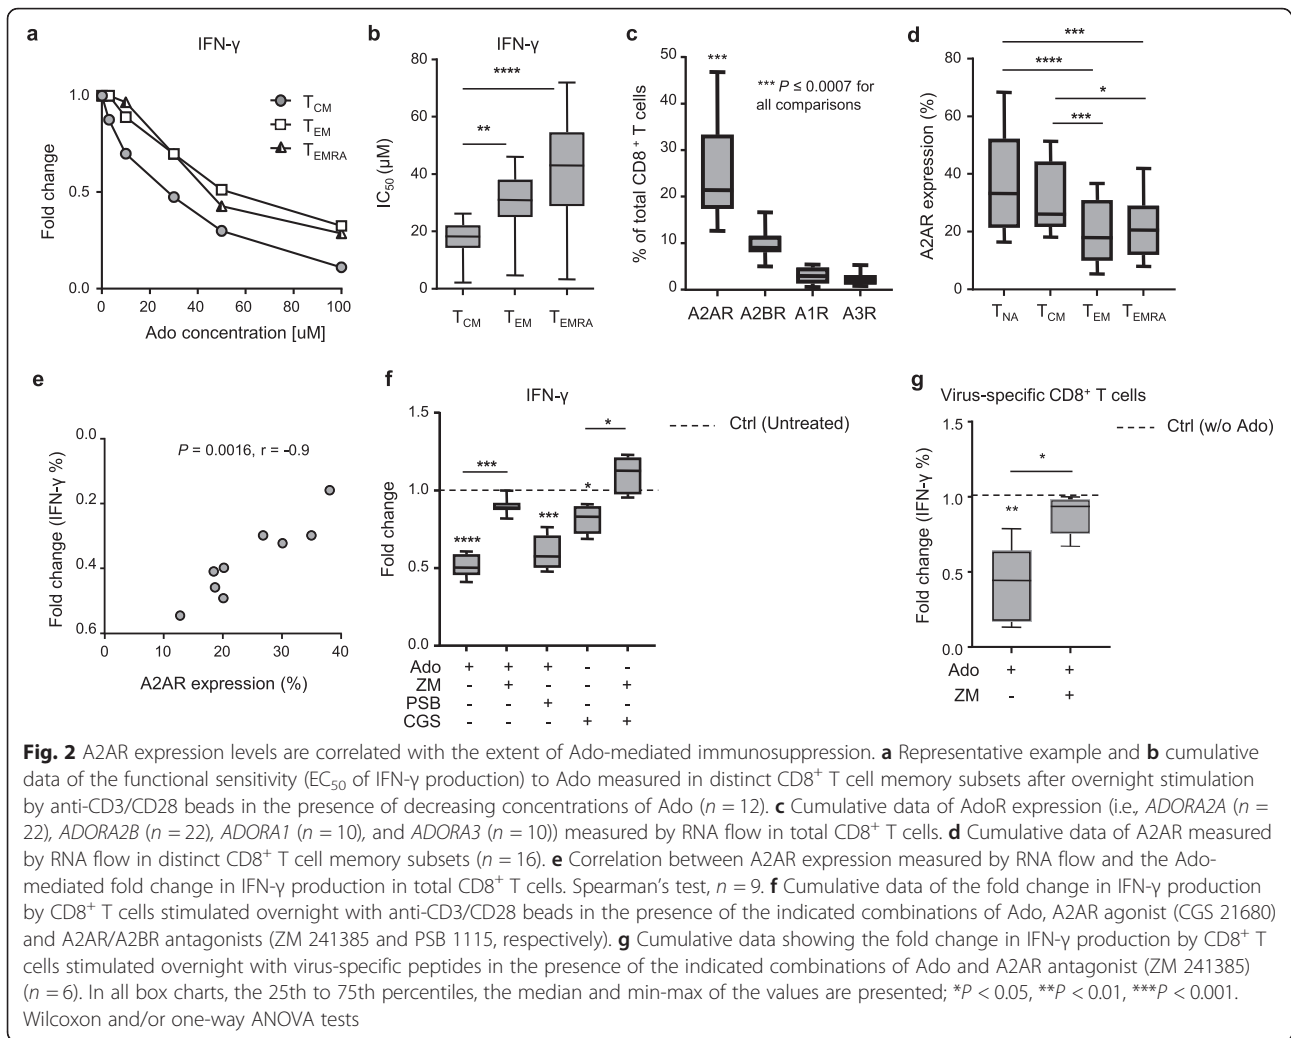 a
IFN-γ
1.0
0.5
0.0
Fold change
0 20 40 60 80 100
Ado concentration [uM]
T_CM
T_EM
T_EMRA
b
IFN-γ
80
60
40
20
0
IC50 (µM)
****
**
T_CM T_EM T_EMRA
c
50
40
30
20
10
0
% of total CD8+ T cells
***
*** P ≤ 0.0007 for
all comparisons
A2AR A2BR A1R A3R
d
80
60
40
20
0
A2AR expression (%)
***
****
*
***
T_NA T_CM T_EM T_EMRA
e
0.0
0.2
0.4
0.6
Fold change (IFN-γ %)
P = 0.0016, r = -0.9
0 10 20 30 40
A2AR expression (%)
f
IFN-γ
1.5
1.0
0.5
0.0
Fold change
Ctrl (Untreated)
****
***
***
*
*
Ado + + + - -
ZM - + - - +
PSB - - + - -
CGS - - - + +
g
Virus-specific CD8+ T cells
1.5
1.0
0.5
0.0
Fold change (IFN-γ %)
Ctrl (w/o Ado)
*
**
Ado + +
ZM - +
Fig. 2 A2AR expression levels are correlated with the extent of Ado-mediated immunosuppression. a Representative example and b cumulative
data of the functional sensitivity (EC50 of IFN-γ production) to Ado measured in distinct CD8+ T cell memory subsets after overnight stimulation
by anti-CD3/CD28 beads in the presence of decreasing concentrations of Ado (n = 12). c Cumulative data of AdoR expression (i.e., ADORA2A (n =
22), ADORA2B (n = 22), ADORA1 (n = 10), and ADORA3 (n = 10)) measured by RNA flow in total CD8+ T cells. d Cumulative data of A2AR measured
by RNA flow in distinct CD8+ T cell memory subsets (n = 16). e Correlation between A2AR expression measured by RNA flow and the Ado-
mediated fold change in IFN-γ production in total CD8+ T cells. Spearman's test, n = 9. f Cumulative data of the fold change in IFN-γ production
by CD8+ T cells stimulated overnight with anti-CD3/CD28 beads in the presence of the indicated combinations of Ado, A2AR agonist (CGS 21680)
and A2AR/A2BR antagonists (ZM 241385 and PSB 1115, respectively). g Cumulative data showing the fold change in IFN-γ production by CD8+ T
cells stimulated overnight with virus-specific peptides in the presence of the indicated combinations of Ado and A2AR antagonist (ZM 241385)
(n = 6). In all box charts, the 25th to 75th percentiles, the median and min-max of the values are presented; *P < 0.05, **P < 0.01, ***P < 0.001.
Wilcoxon and/or one-way ANOVA tests